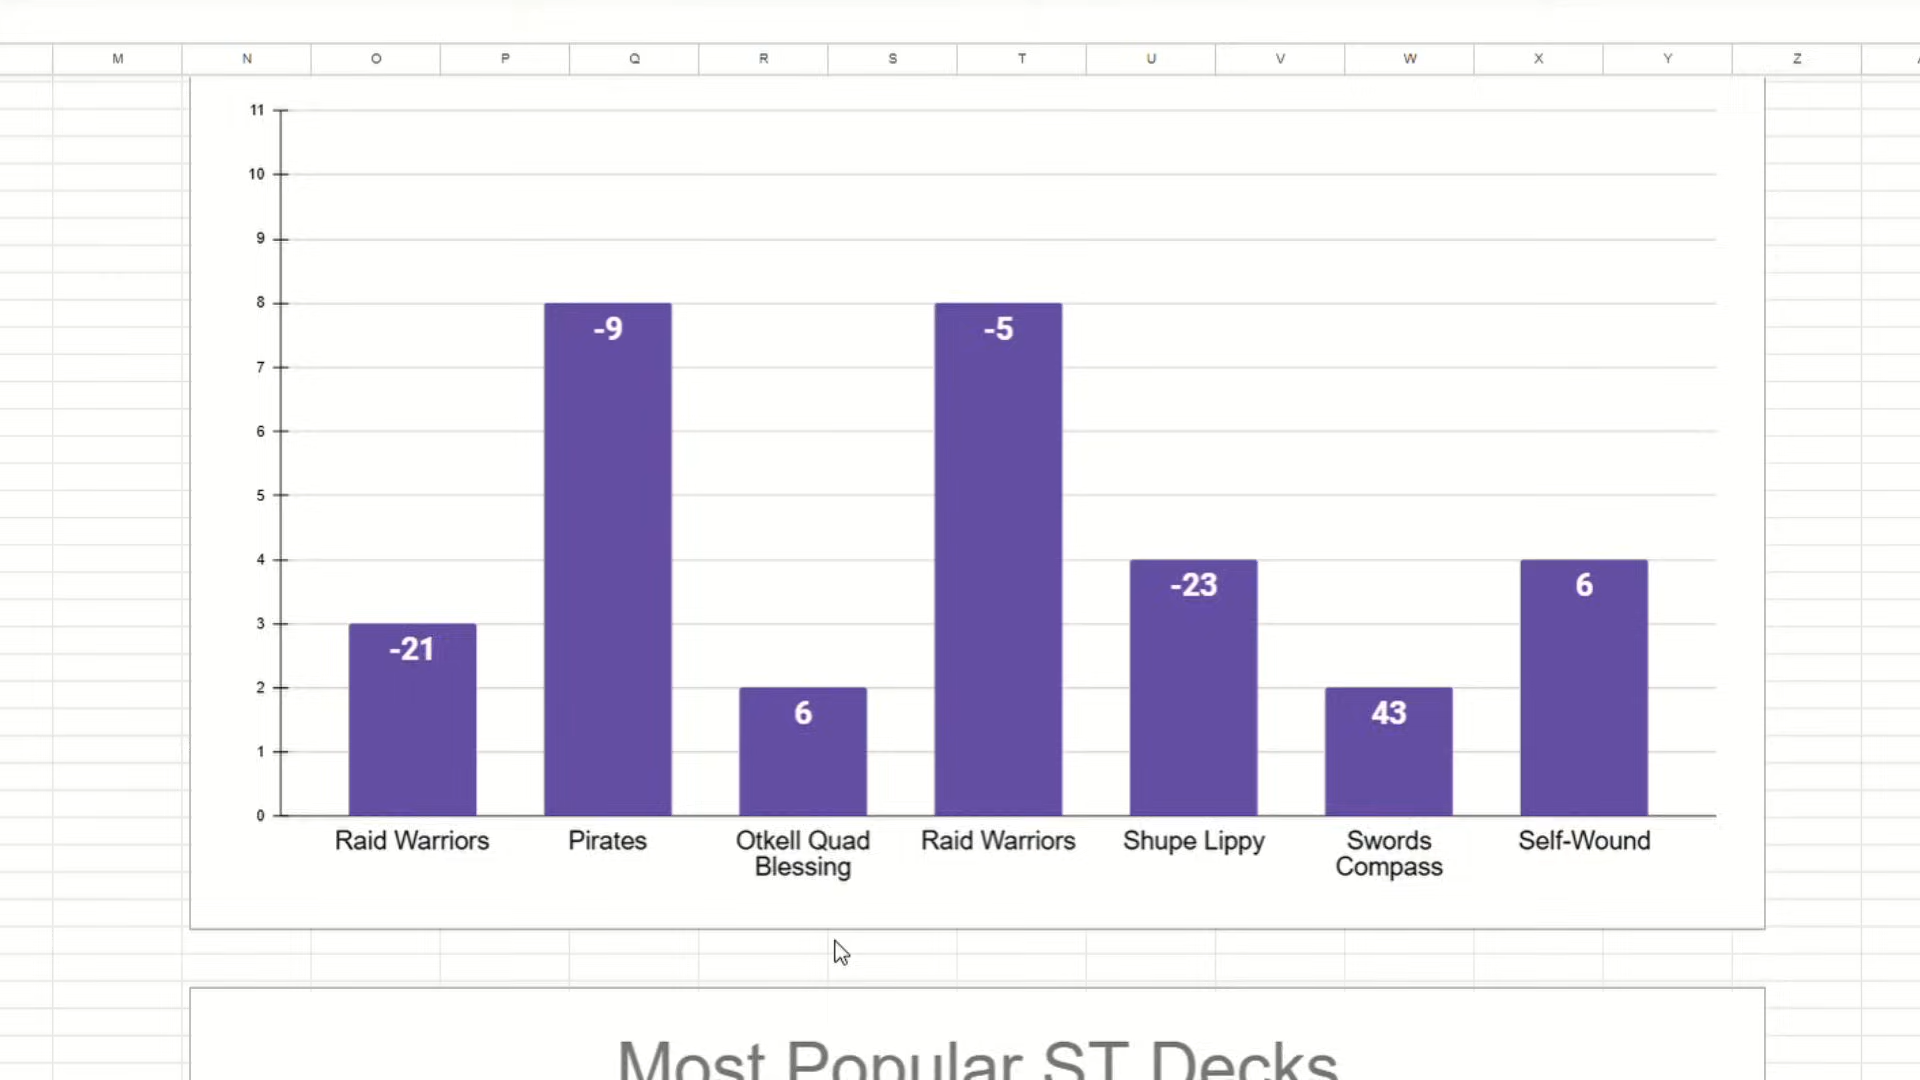 M N O P Q R S T U V W X Y Z
11
10
9
8
7
6
5
4
3
2
1
0
-21 -9 6 -5 -23 43 6
Raid Warriors Pirates Otkell Quad Raid Warriors Shupe Lippy Swords Self-Wound
Blessing Compass
Most Popular ST Decks